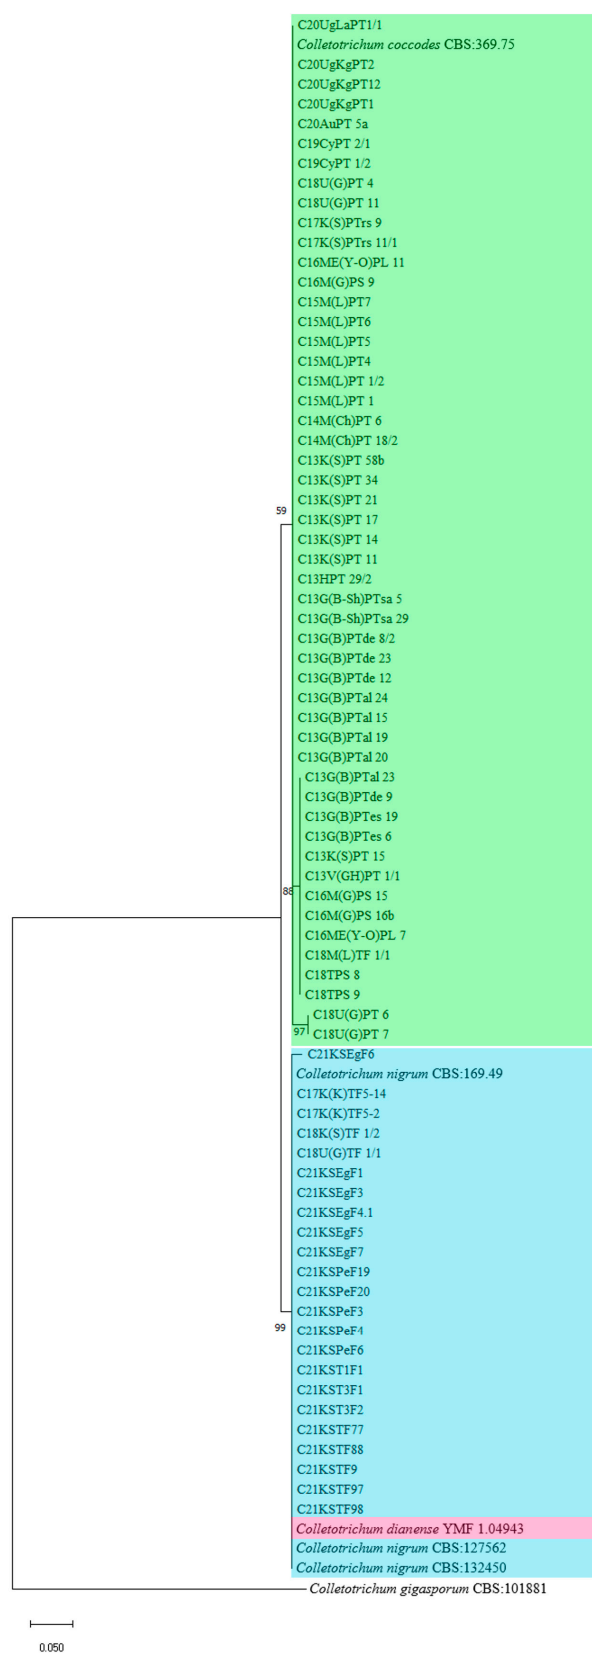 C20UgLaPT1/1
Colletotrichum coccodes CBS:369.75
C20UgKgPT2
C20UgKgPT12
C20UgKgPT1
C20AuPT 5a
C19CyPT 2/1
C19CyPT 1/2
C18U(G)PT 4
C18U(G)PT 11
C17K(S)PTrs 9
C17K(S)PTrs 11/1
C16ME(Y-O)PL 11
C16M(G)PS 9
C15M(L)PT7
C15M(L)PT6
C15M(L)PT5
C15M(L)PT4
C15M(L)PT 1/2
C15M(L)PT 1
C14M(Ch)PT 6
C14M(Ch)PT 18/2
C13K(S)PT 58b
C13K(S)PT 34
C13K(S)PT 21
59
C13K(S)PT 17
C13K(S)PT 14
C13K(S)PT 11
C13HPT 29/2
C13G(B-Sh)PTsa 5
C13G(B-Sh)PTsa 29
C13G(B)PTde 8/2
C13G(B)PTde 23
C13G(B)PTde 12
C13G(B)PTal 24
C13G(B)PTal 15
C13G(B)PTal 19
C13G(B)PTal 20
C13G(B)PTal 23
C13G(B)PTde 9
C13G(B)PTes 19
C13G(B)PTes 6
C13K(S)PT 15
C13V(GH)PT 1/1
88
C16M(G)PS 15
C16M(G)PS 16b
C16ME(Y-O)PL 7
C18M(L)TF 1/1
C18TPS 8
C18TPS 9
C18U(G)PT 6
97
C18U(G)PT 7
C21KSEgF6
Colletotrichum nigrum CBS:169.49
C17K(K)TF5-14
C17K(K)TF5-2
C18K(S)TF 1/2
C18U(G)TF 1/1
C21KSEgF1
C21KSEgF3
C21KSEgF4.1
C21KSEgF5
C21KSEgF7
C21KSPeF19
C21KSPeF20
C21KSPeF3
99
C21KSPeF4
C21KSPeF6
C21KST1F1
C21KST3F1
C21KST3F2
C21KSTF77
C21KSTF88
C21KSTF9
C21KSTF97
C21KSTF98
Colletotrichum dianense YMF 1.04943
Colletotrichum nigrum CBS:127562
Colletotrichum nigrum CBS:132450
Colletotrichum gigasporum CBS:101881
0.050